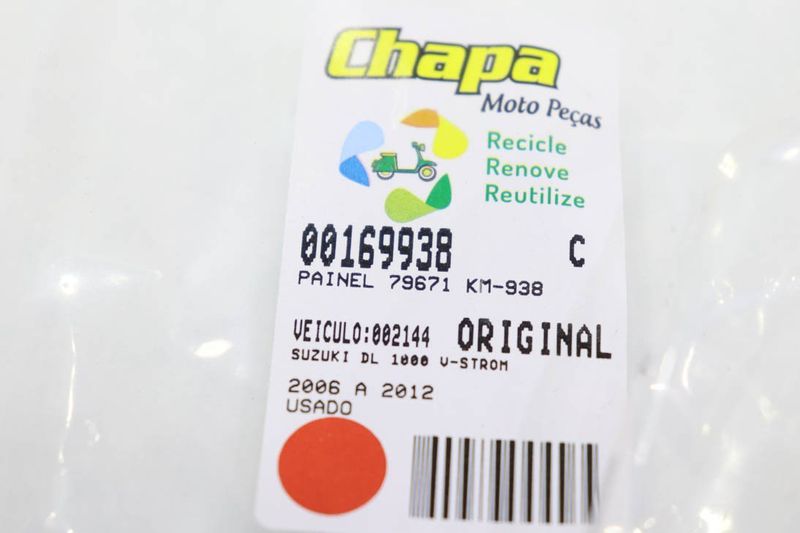 Chapa
Moto Peças
Recicle
Renove
Reutilize
00169938 C
PAINEL 79671 KM-938
VEICULO:002144 ORIGINAL
SUZUKI DL 1000 V-STROM
2006 A 2012
USADO